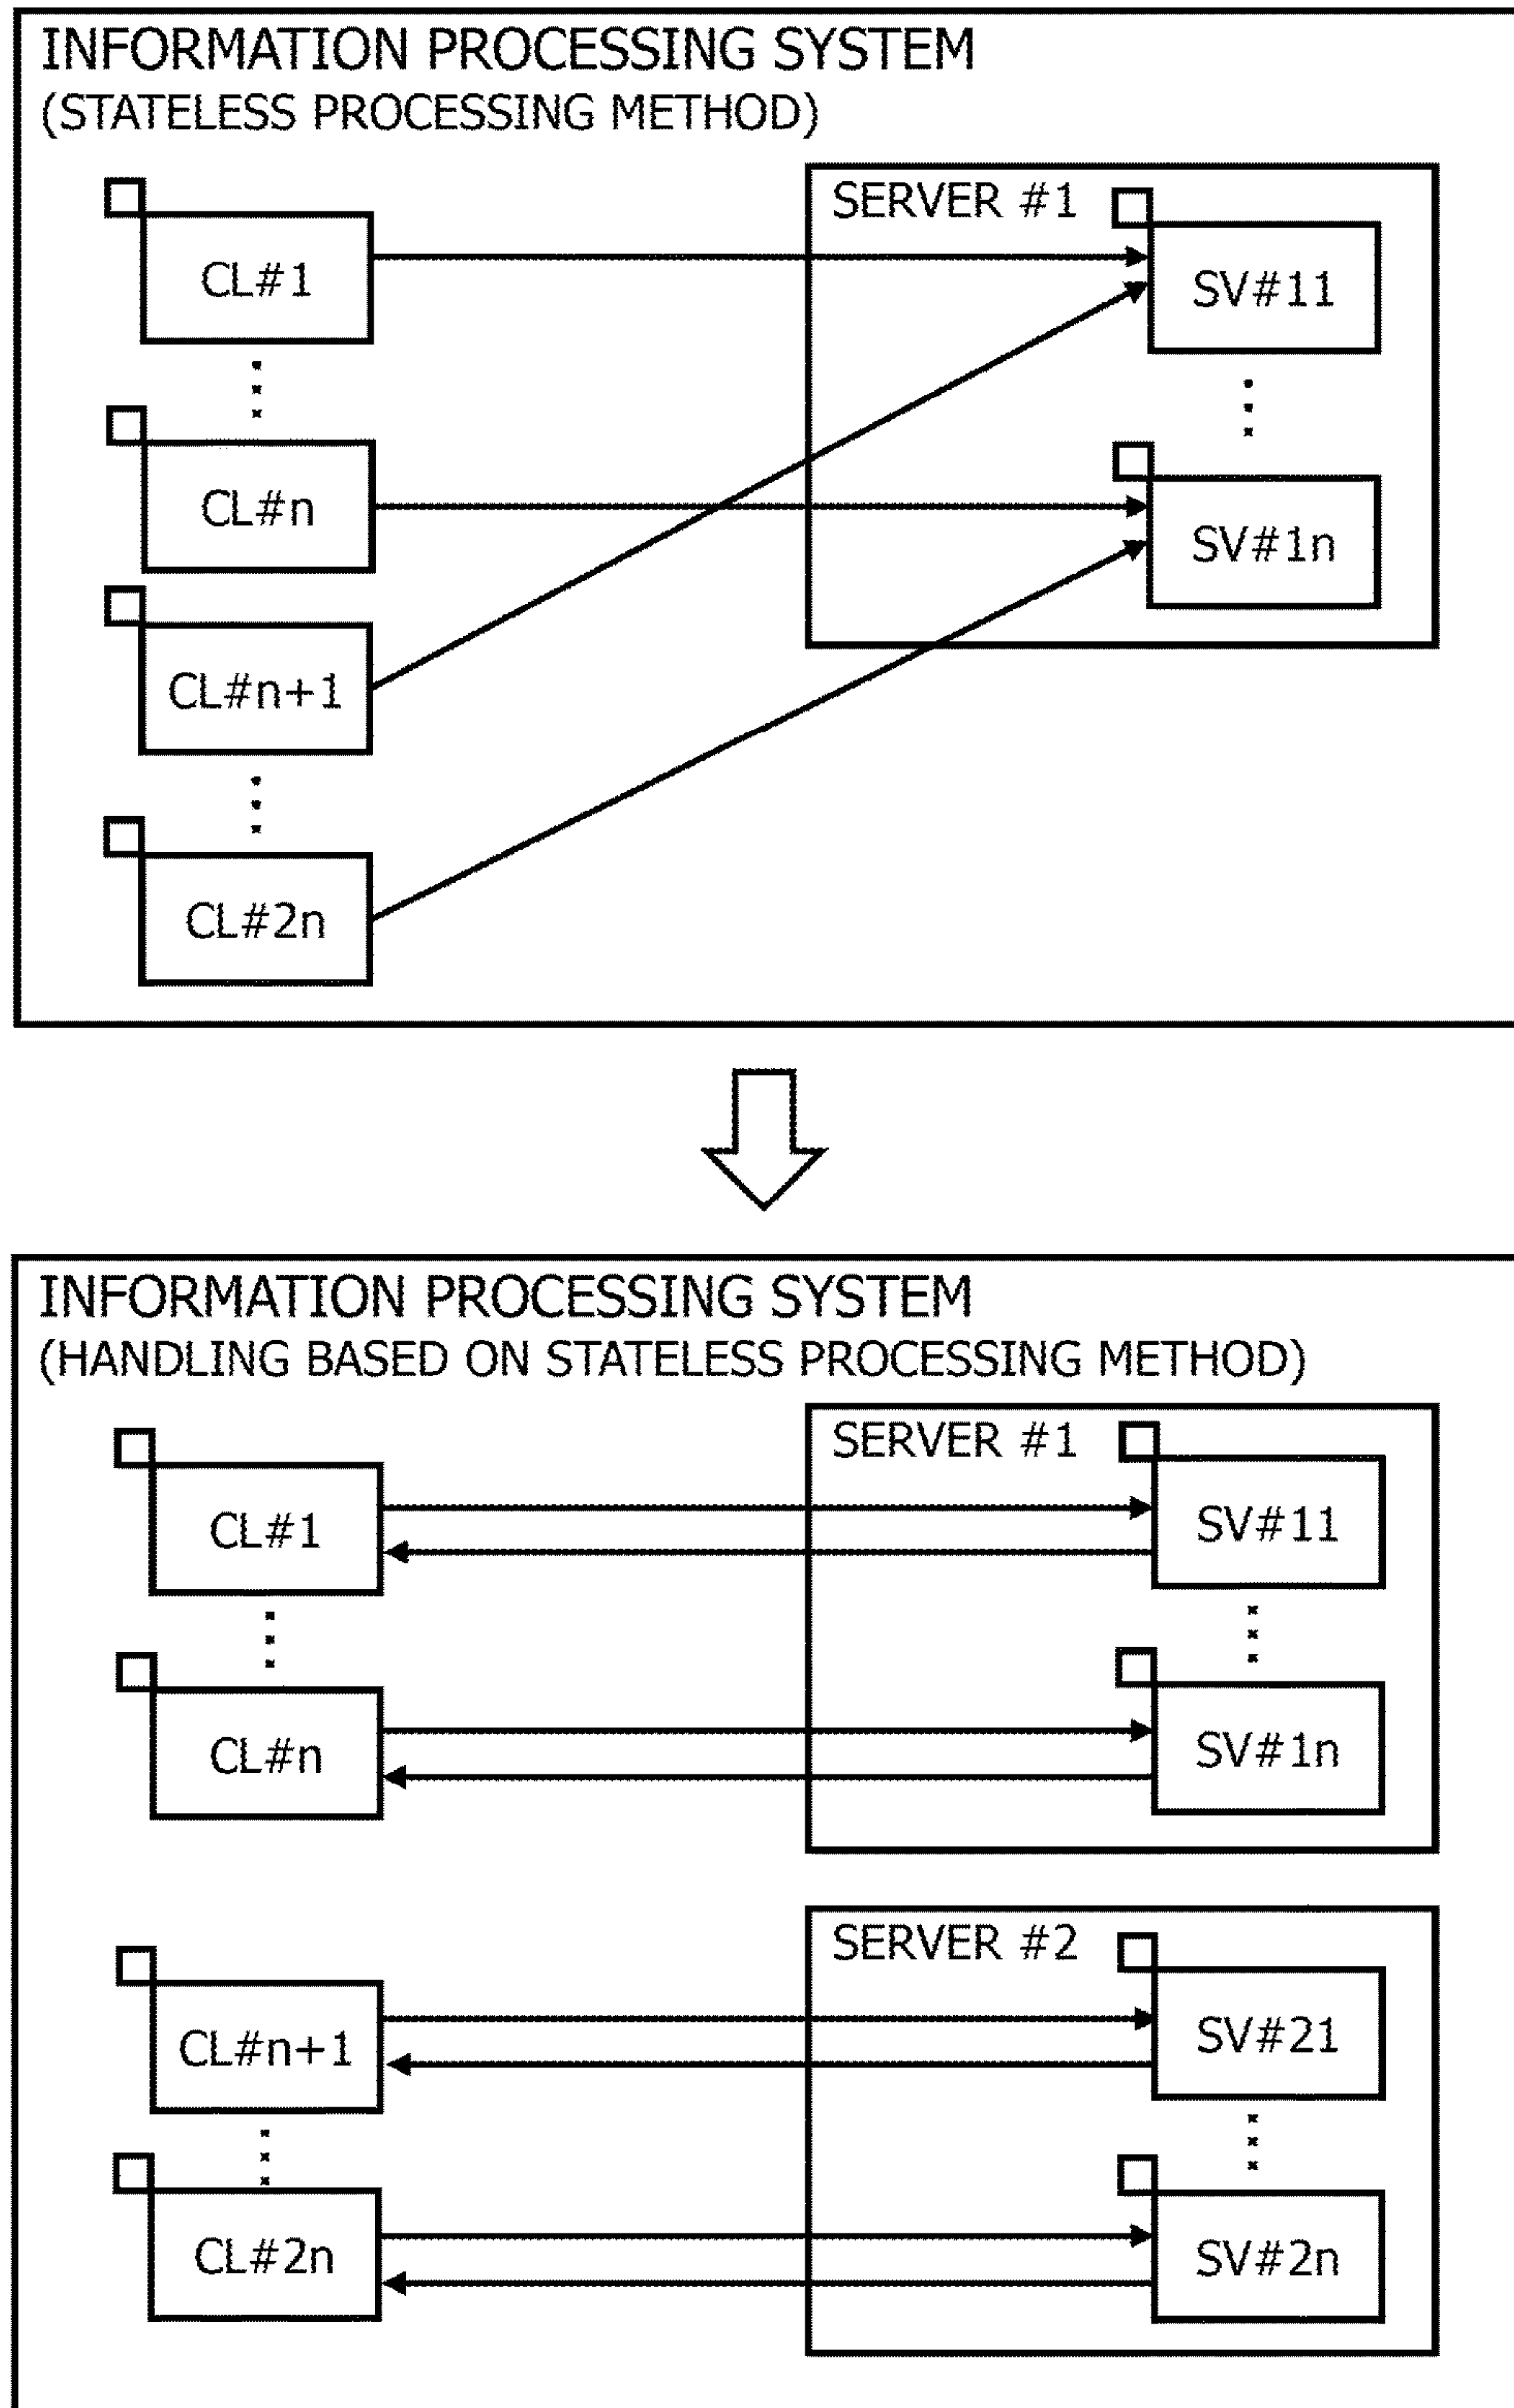 INFORMATION PROCESSING SYSTEM
(STATELESS PROCESSING METHOD)
SERVER #1
CL#1
SV#11
CL#n
SV#1n
CL#n+1
CL#2n
INFORMATION PROCESSING SYSTEM
(HANDLING BASED ON STATELESS PROCESSING METHOD)
SERVER #1
CL#1
SV#11
CL#n
SV#1n
SERVER #2
CL#n+1
SV#21
CL#2n
SV#2n